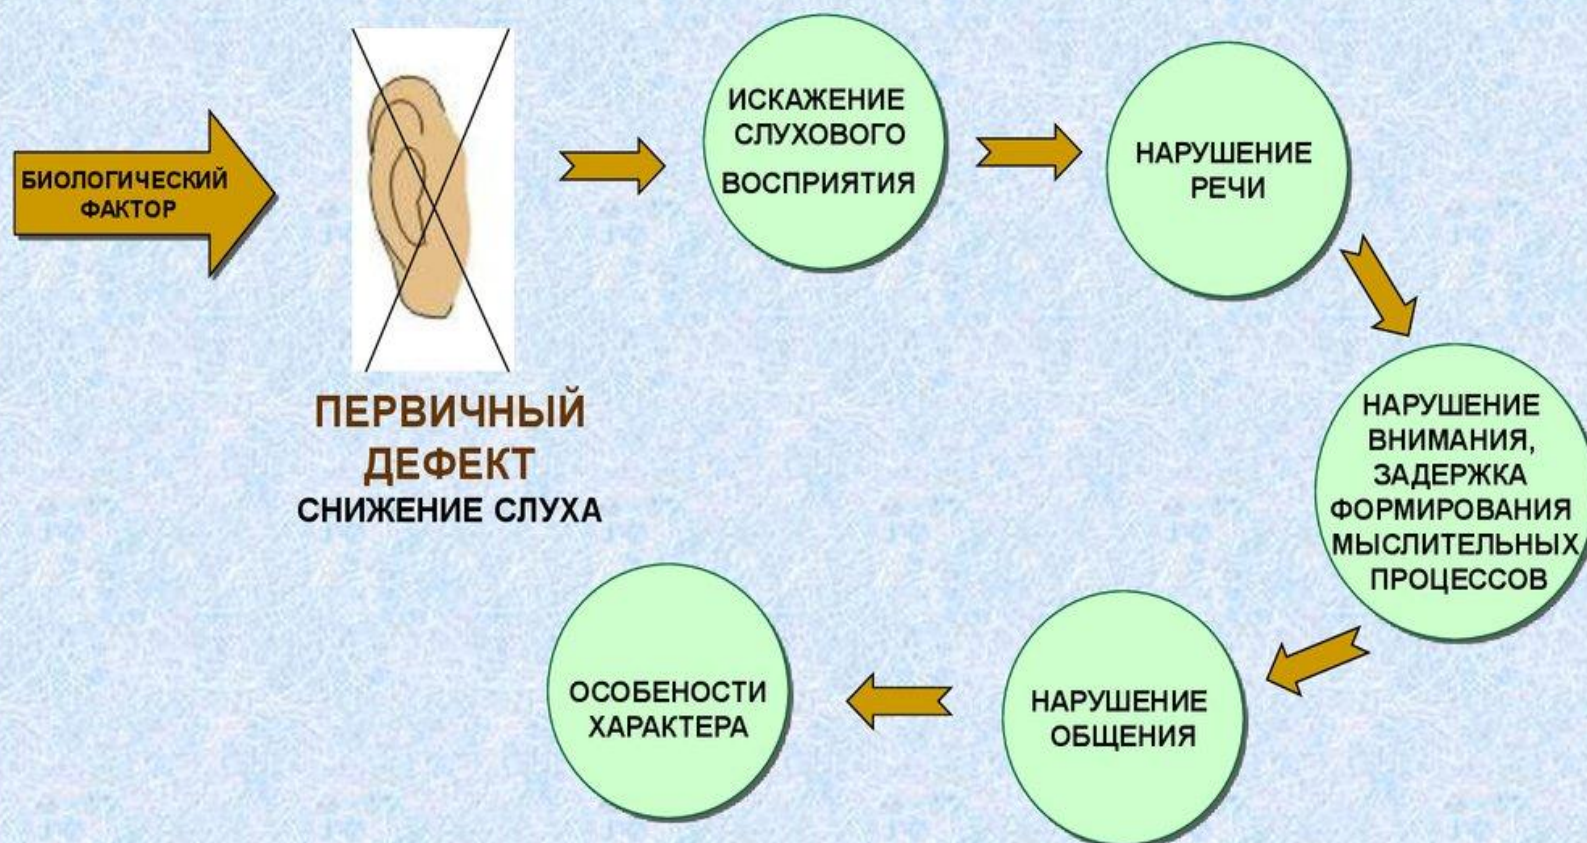 БИОЛОГИЧЕСКИЙ
ФАКТОР
ПЕРВИЧНЫЙ
ДЕФЕКТ
СНИЖЕНИЕ СЛУХА
ИСКАЖЕНИЕ
СЛУХОВОГО
ВОСПРИЯТИЯ
НАРУШЕНИЕ
РЕЧИ
НАРУШЕНИЕ
ВНИМАНИЯ,
ЗАДЕРЖКА
ФОРМИРОВАНИЯ
МЫСЛИТЕЛЬНЫХ
ПРОЦЕССОВ
НАРУШЕНИЕ
ОБЩЕНИЯ
ОСОБЕНОСТИ
ХАРАКТЕРА